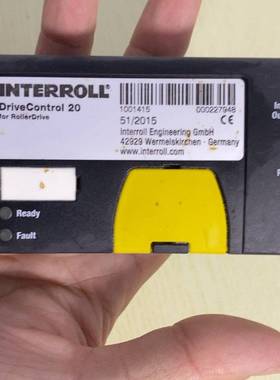 INTERROLL®
DriveControl 20
for RollerDrive
1001415 000227948
51/2015 CE
Interroll Engineering GmbH
42929 Wermelskirchen · Germany
www.interroll.com
Ready
Fault